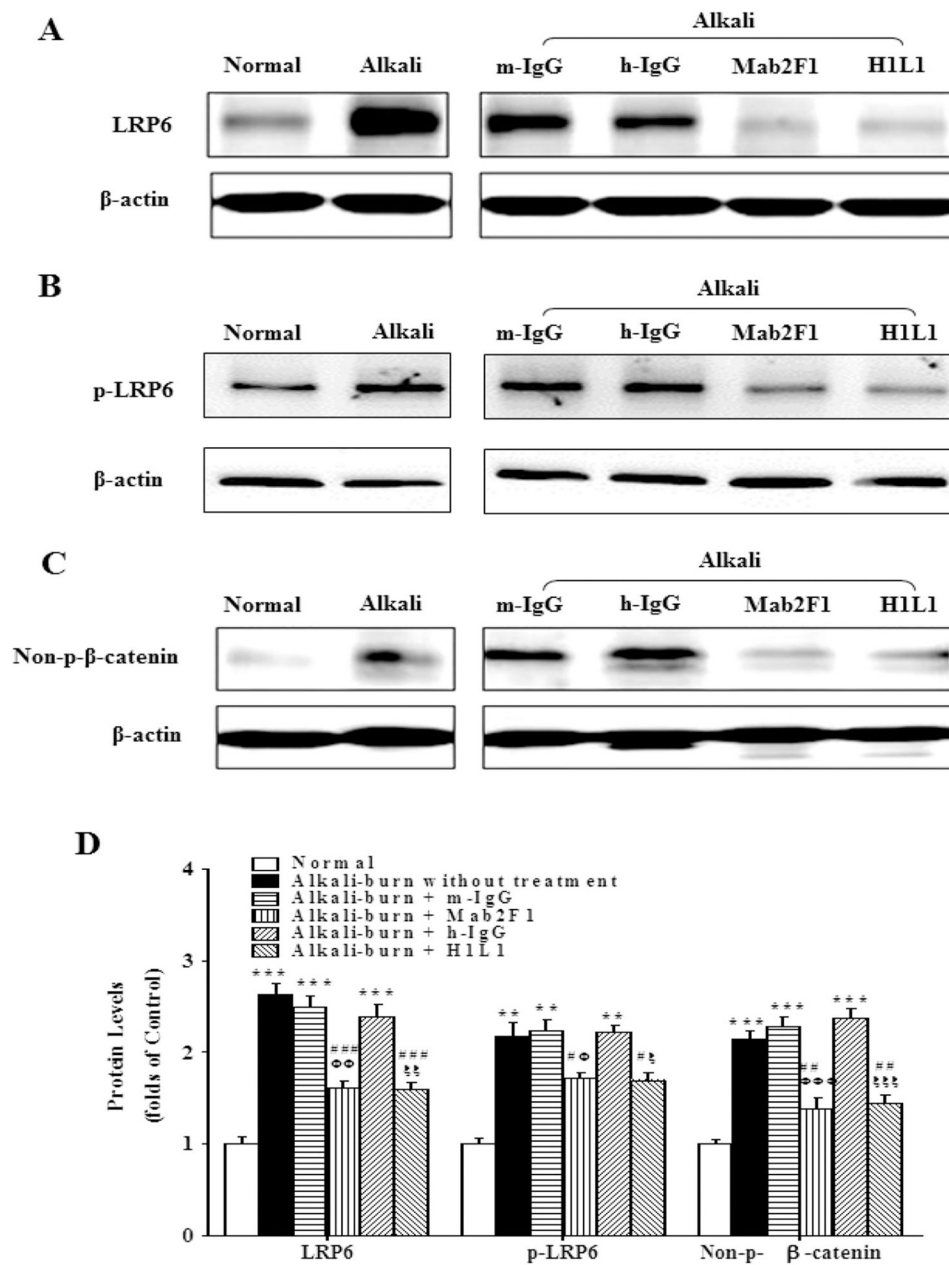 A
Alkali
Normal Alkali m-IgG h-IgG Mab2F1 H1L1
LRP6
β-actin
B
Alkali
Normal Alkali m-IgG h-IgG Mab2F1 H1L1
p-LRP6
β-actin
C
Alkali
Normal Alkali m-IgG h-IgG Mab2F1 H1L1
Non-p-β-catenin
β-actin
D
Normal
Alkali-burn without treatment
Alkali-burn + m-IgG
Alkali-burn + Mab2F1
Alkali-burn + h-IgG
Alkali-burn + H1L1
Protein Levels
(folds of Control)
4
3
2
1
0
*** *** ### ΦΦ *** ###
** ** #Φ ** #
*** *** ## ΦΦΦ *** ##
LRP6 p-LRP6 Non-p- β-catenin